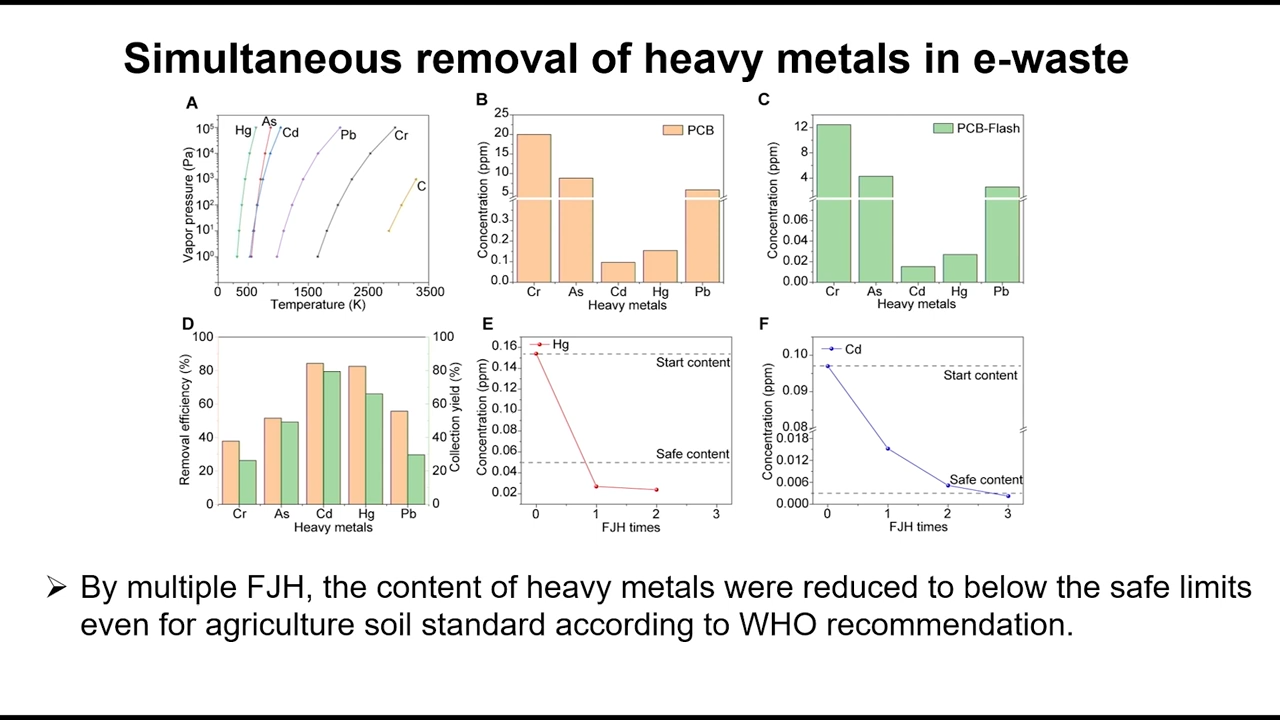 Simultaneous removal of heavy metals in e-waste
A
Vapor pressure (Pa)
10⁵
10⁴
10³
10²
10¹
10⁰
Hg
As
Cd
Pb
Cr
C
0 500 1500 2500 3500
Temperature (K)
B
Concentration (ppm)
25
20
15
10
5
0.3
0.2
0.1
0.0
PCB
Cr As Cd Hg Pb
Heavy metals
C
Concentration (ppm)
12
8
4
0.06
0.04
0.02
0.00
PCB-Flash
Cr As Cd Hg Pb
Heavy metals
D
Removal efficiency (%)
100
80
60
40
20
0
100
80
60
40
20
0
Collection yield (%)
Cr As Cd Hg Pb
Heavy metals
E
Concentration (ppm)
0.16
0.14
0.12
0.10
0.08
0.06
0.04
0.02
Hg
Start content
Safe content
0 1 2 3
FJH times
F
Concentration (ppm)
0.10
0.09
0.08
0.018
0.012
0.006
0.000
Cd
Start content
Safe content
0 1 2 3
FJH times
➢ By multiple FJH, the content of heavy metals were reduced to below the safe limits
even for agriculture soil standard according to WHO recommendation.